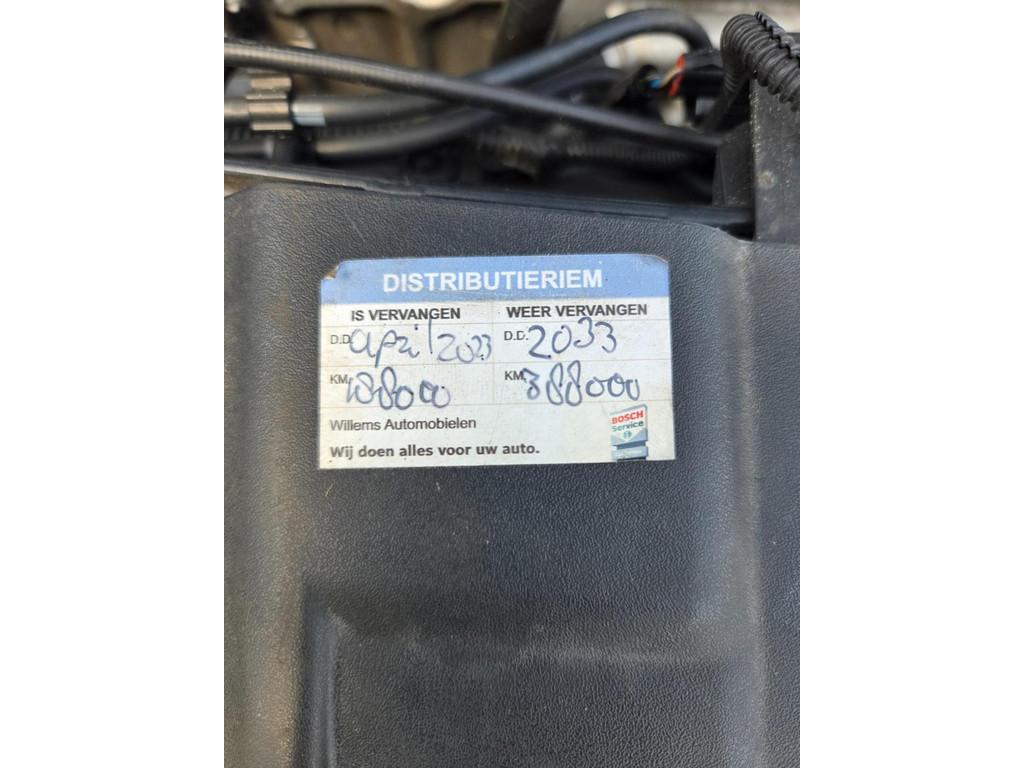 DISTRIBUTIERIEM
IS VERVANGEN WEER VERVANGEN
D.D. april/2023 D.D. 2033
KM. 188000 KM. 388000
Willems Automobielen
Wij doen alles voor uw auto.
BOSCH
Service